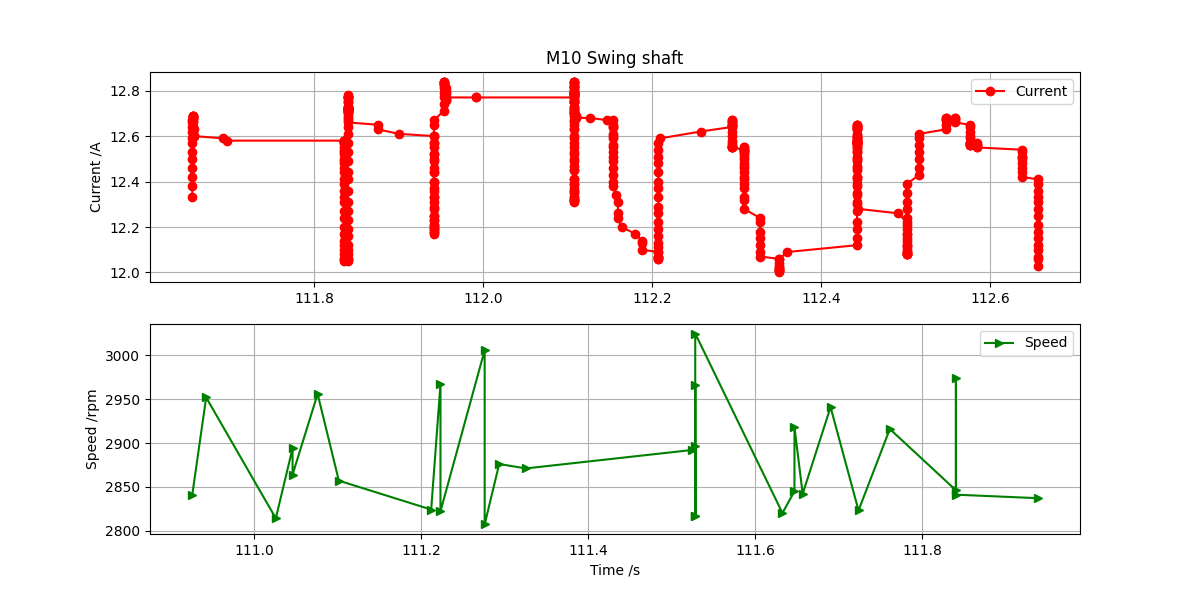 M10 Swing shaft
Current /A
12.8
12.6
12.4
12.2
12.0
Current
111.8 112.0 112.2 112.4 112.6
Speed /rpm
3000
2950
2900
2850
2800
Speed
111.0 111.2 111.4 111.6 111.8
Time /s